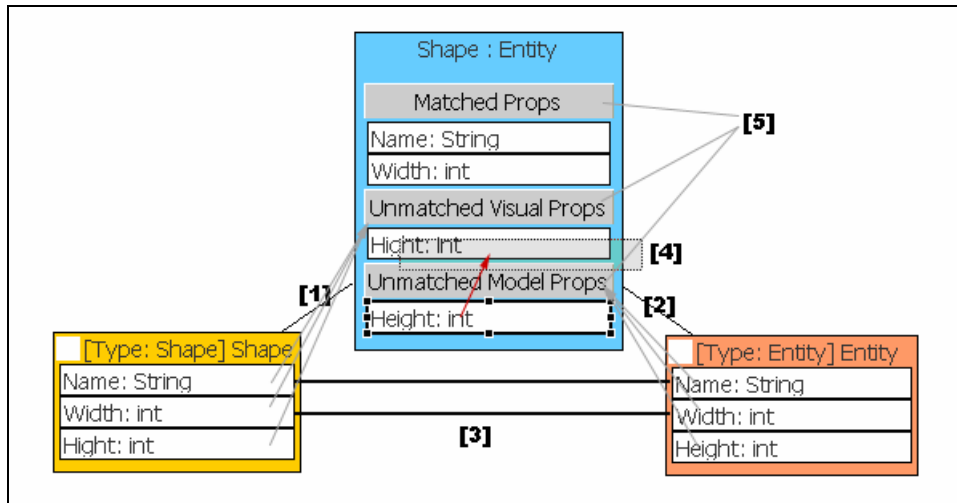 Shape : Entity
Matched Props
[5]
Name: String
Width: int
Unmatched Visual Props
Hight: int
[4]
Unmatched Model Props
[1]
[2]
Height: int
[Type: Shape] Shape
[Type: Entity] Entity
Name: String
Name: String
Width: int
Width: int
[3]
Hight: int
Height: int